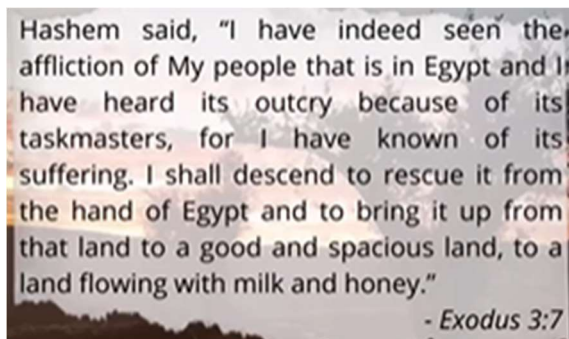 Hashem said, “I have indeed seen the
affliction of My people that is in Egypt and I
have heard its outcry because of its
taskmasters, for I have known of its
suffering. I shall descend to rescue it from
the hand of Egypt and to bring it up from
that land to a good and spacious land, to a
land flowing with milk and honey.”
- Exodus 3:7